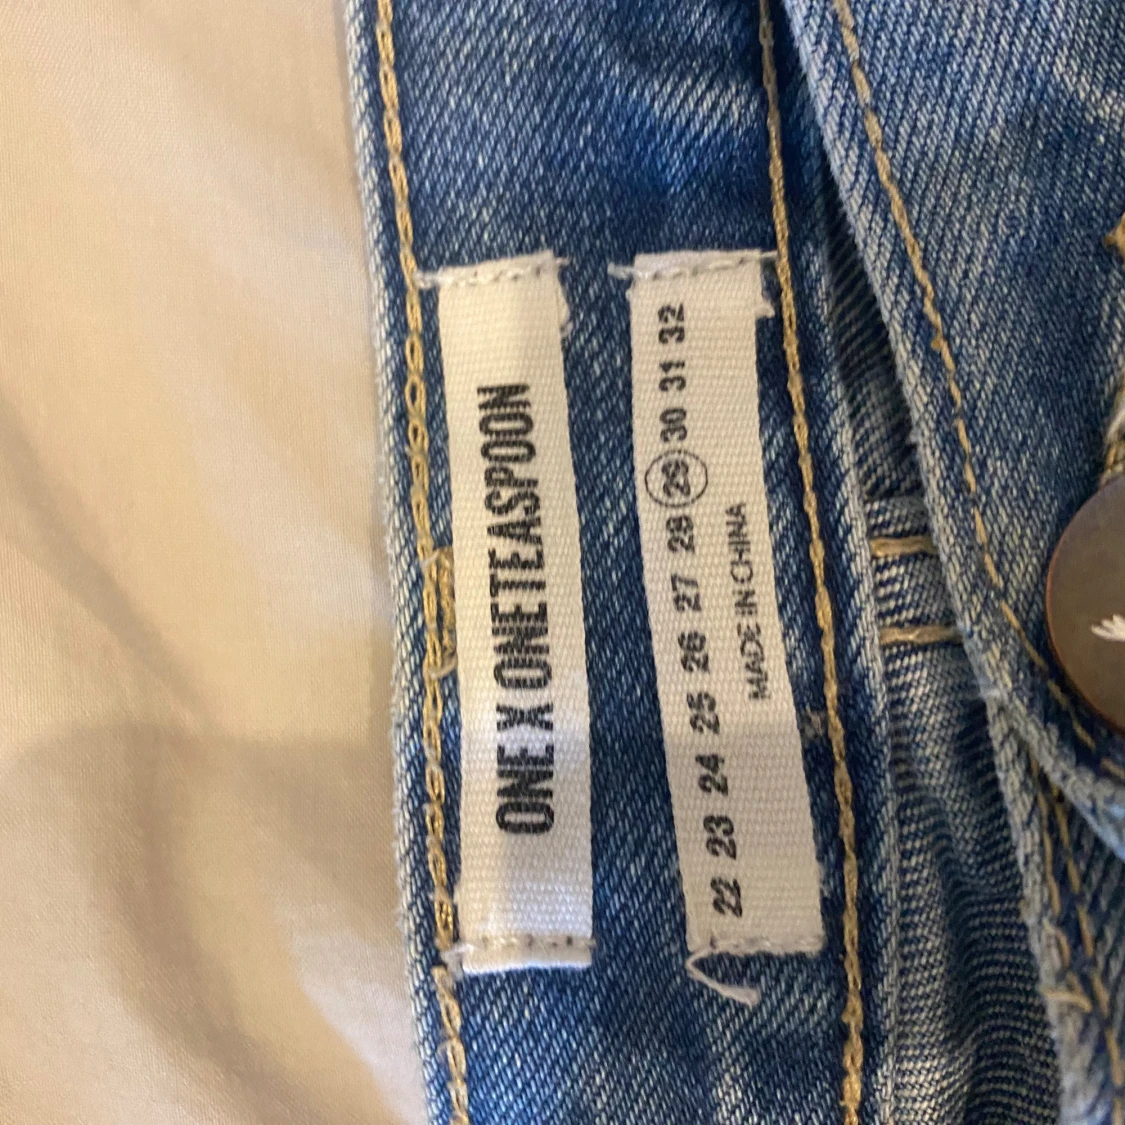 ONE X ONETEASPOON
22 23 24 25 26 27 28 29 30 31 32
MADE IN CHINA